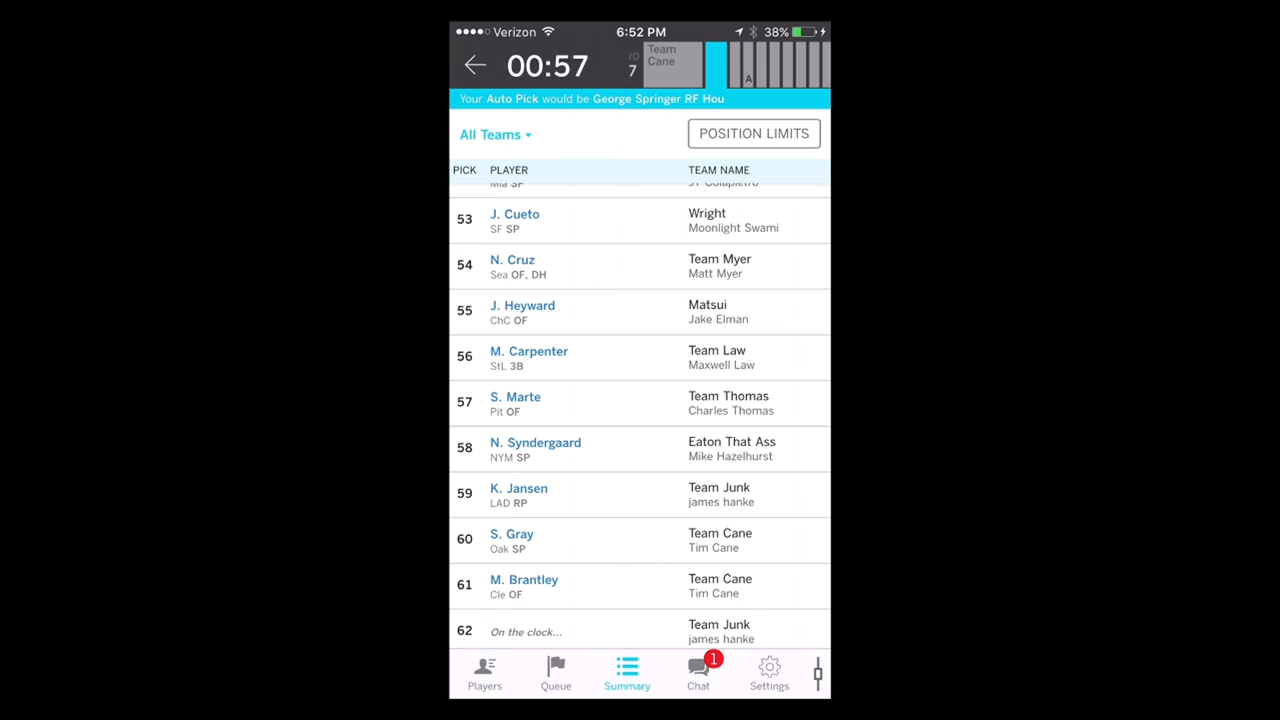 Verizon 6:52 PM 38%
00:57 RD 7 Team Cane A
Your Auto Pick would be George Springer RF Hou
All Teams POSITION LIMITS
PICK PLAYER TEAM NAME
Mia SP JT Colapietro
53 J. Cueto Wright
SF SP Moonlight Swami
54 N. Cruz Team Myer
Sea OF, DH Matt Myer
55 J. Heyward Matsui
ChC OF Jake Elman
56 M. Carpenter Team Law
StL 3B Maxwell Law
57 S. Marte Team Thomas
Pit OF Charles Thomas
58 N. Syndergaard Eaton That Ass
NYM SP Mike Hazelhurst
59 K. Jansen Team Junk
LAD RP james hanke
60 S. Gray Team Cane
Oak SP Tim Cane
61 M. Brantley Team Cane
Cle OF Tim Cane
62 On the clock... Team Junk
james hanke
1
Players Queue Summary Chat Settings